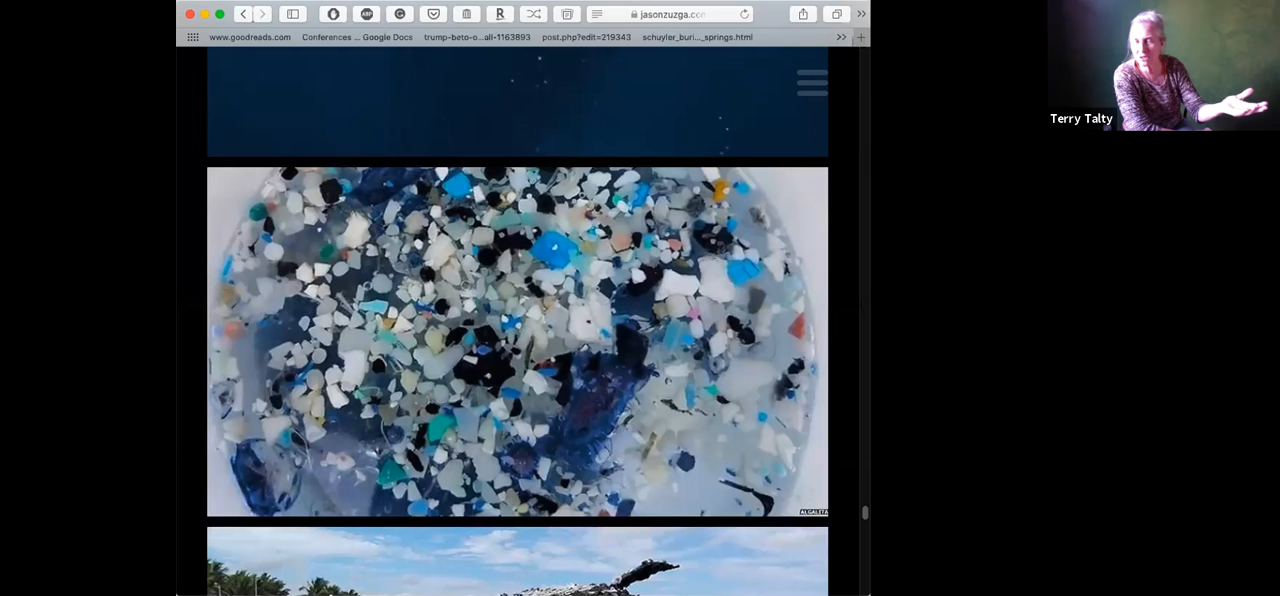 jasonzuzga.com
www.goodreads.com
Conferences ... Google Docs
trump-beto-o...all-1163893
post.php?edit=219343
schuyler_buri..._springs.html
Terry Talty